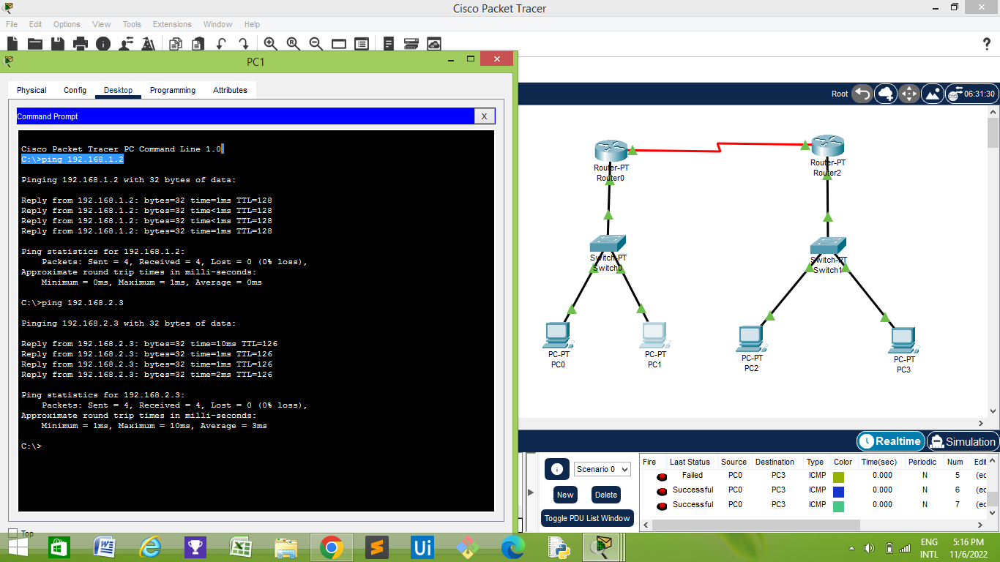 Cisco Packet Tracer
File Edit Options View Tools Extensions Window Help
PC1
Physical Config Desktop Programming Attributes
Command Prompt
X
Cisco Packet Tracer PC Command Line 1.0
C:\>ping 192.168.1.2
Pinging 192.168.1.2 with 32 bytes of data:
Reply from 192.168.1.2: bytes=32 time=1ms TTL=128
Reply from 192.168.1.2: bytes=32 time<1ms TTL=128
Reply from 192.168.1.2: bytes=32 time<1ms TTL=128
Reply from 192.168.1.2: bytes=32 time=1ms TTL=128
Ping statistics for 192.168.1.2:
Packets: Sent = 4, Received = 4, Lost = 0 (0% loss),
Approximate round trip times in milli-seconds:
Minimum = 0ms, Maximum = 1ms, Average = 0ms
C:\>ping 192.168.2.3
Pinging 192.168.2.3 with 32 bytes of data:
Reply from 192.168.2.3: bytes=32 time=10ms TTL=126
Reply from 192.168.2.3: bytes=32 time=1ms TTL=126
Reply from 192.168.2.3: bytes=32 time=1ms TTL=126
Reply from 192.168.2.3: bytes=32 time=2ms TTL=126
Ping statistics for 192.168.2.3:
Packets: Sent = 4, Received = 4, Lost = 0 (0% loss),
Approximate round trip times in milli-seconds:
Minimum = 1ms, Maximum = 10ms, Average = 3ms
C:\>
Top
Root
06:31:30
Router-PT
Router0
Router-PT
Router2
Switch-PT
Switch0
Switch-PT
Switch1
PC-PT
PC0
PC-PT
PC1
PC-PT
PC2
PC-PT
PC3
Realtime
Simulation
Scenario 0
New
Delete
Toggle PDU List Window
Fire Last Status Source Destination Type Color Time(sec) Periodic Num Edit
Failed PC0 PC3 ICMP 0.000 N 5 (ec
Successful PC0 PC3 ICMP 0.000 N 6 (ec
Successful PC0 PC3 ICMP 0.000 N 7 (ec
ENG
INTL
5:16 PM
11/6/2022